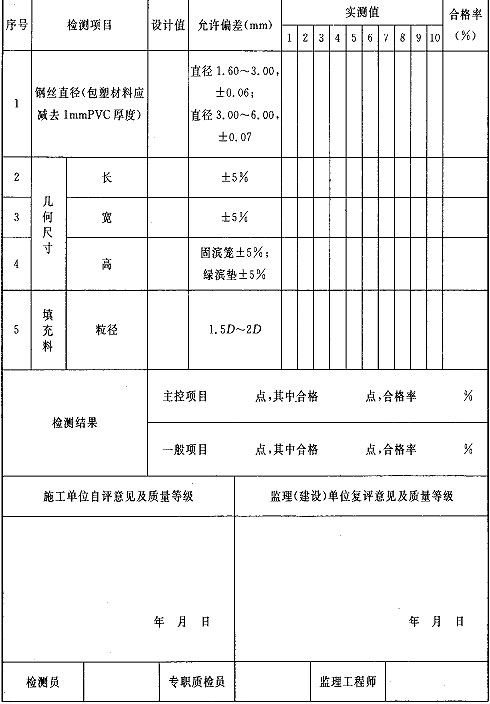 序号 检测项目 设计值 允许偏差(mm) 实测值 合格率(%)
1 2 3 4 5 6 7 8 9 10
1 钢丝直径(包塑材料应减去1mmPVC厚度) 直径1.60～3.00,
±0.06;
直径3.00～6.00,
±0.07
几何尺寸
2 长 ±5%
3 宽 ±5%
4 高 固滨笼±5%;
绿滨垫±5%
5 填充料 粒径 1.5D～2D
检测结果
主控项目 点,其中合格 点,合格率 %
一般项目 点,其中合格 点,合格率 %
施工单位自评意见及质量等级 监理(建设)单位复评意见及质量等级
年 月 日 年 月 日
检测员 专职质检员 监理工程师